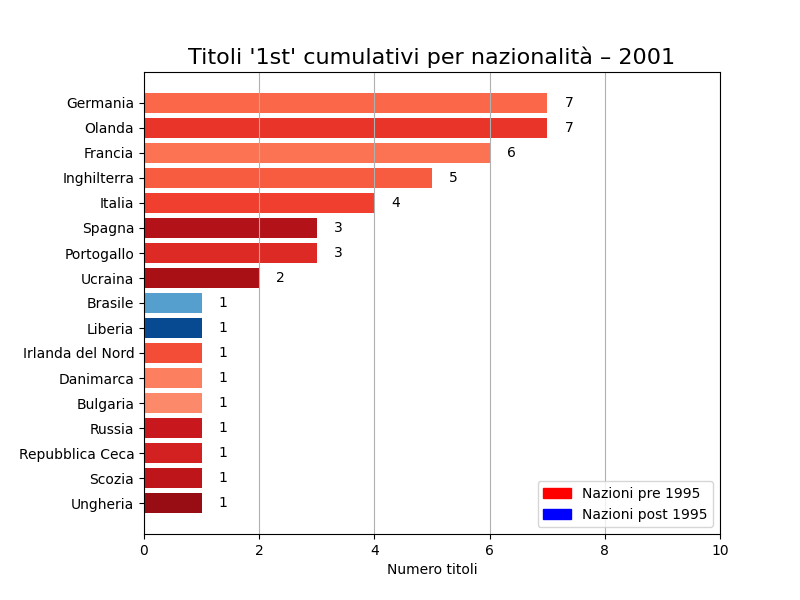 Titoli '1st' cumulativi per nazionalità – 2001
Germania 7
Olanda 7
Francia 6
Inghilterra 5
Italia 4
Spagna 3
Portogallo 3
Ucraina 2
Brasile 1
Liberia 1
Irlanda del Nord 1
Danimarca 1
Bulgaria 1
Russia 1
Repubblica Ceca 1
Scozia 1
Ungheria 1
Nazioni pre 1995
Nazioni post 1995
0 2 4 6 8 10
Numero titoli